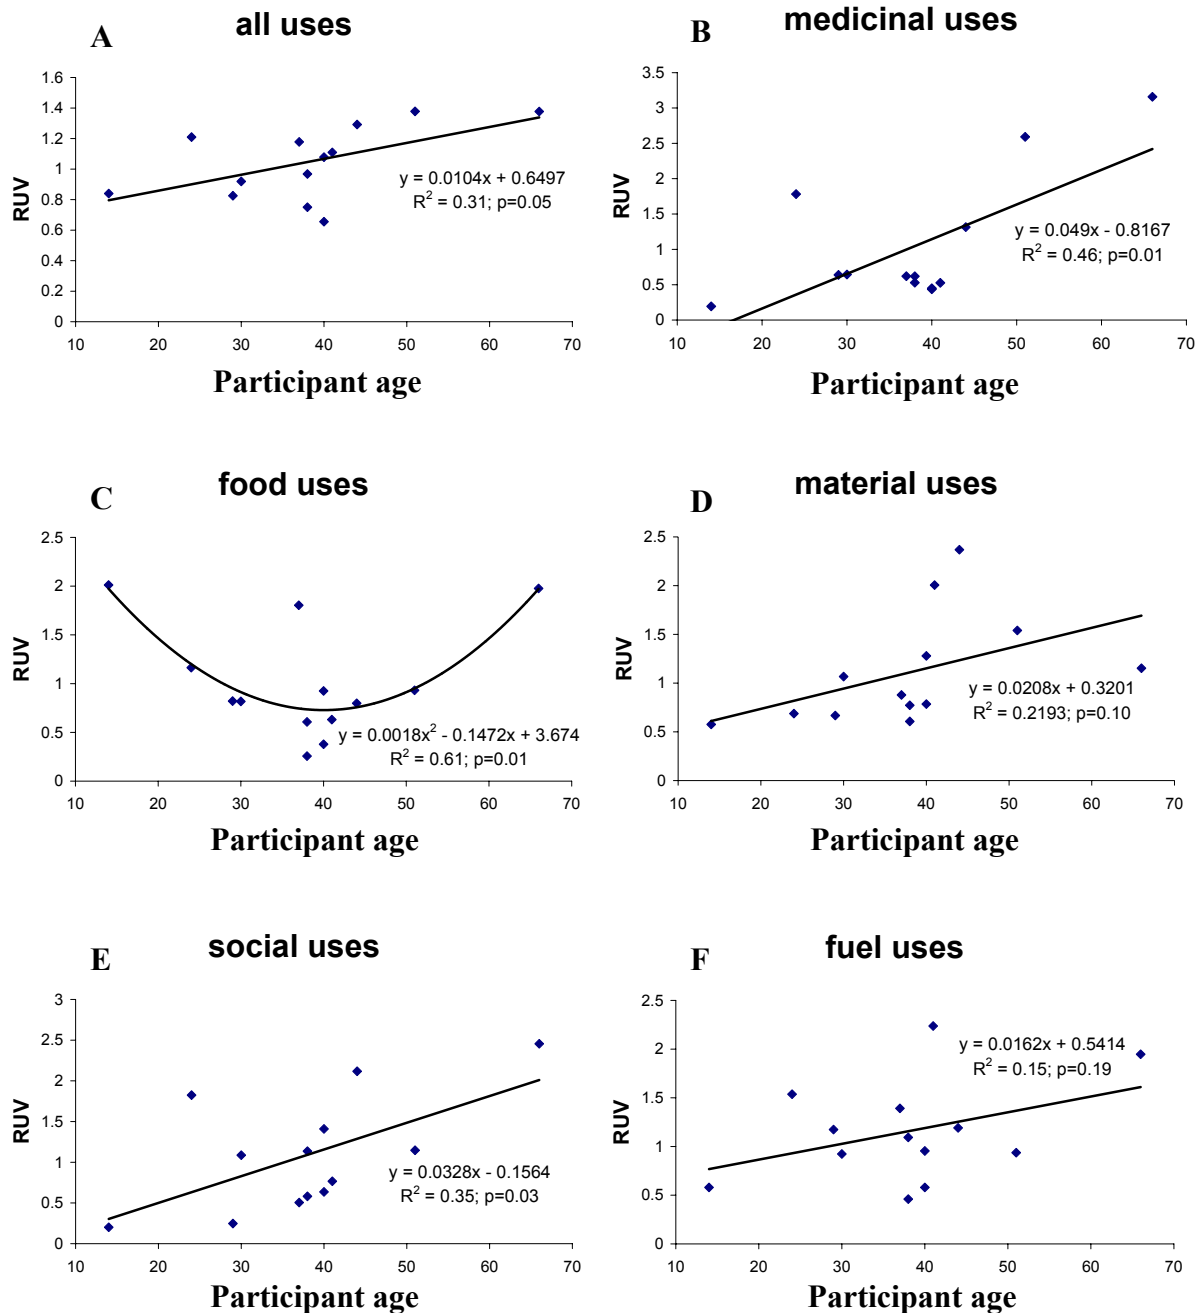 A
all uses
RUV
1.6
1.4
1.2
1
0.8
0.6
0.4
0.2
0
y = 0.0104x + 0.6497
R² = 0.31; p=0.05
10 20 30 40 50 60 70
Participant age
B
medicinal uses
RUV
3.5
3
2.5
2
1.5
1
0.5
0
y = 0.049x - 0.8167
R² = 0.46; p=0.01
10 20 30 40 50 60 70
Participant age
C
food uses
RUV
2.5
2
1.5
1
0.5
0
y = 0.0018x² - 0.1472x + 3.674
R² = 0.61; p=0.01
10 20 30 40 50 60 70
Participant age
D
material uses
RUV
2.5
2
1.5
1
0.5
0
y = 0.0208x + 0.3201
R² = 0.2193; p=0.10
10 20 30 40 50 60 70
Participant age
E
social uses
RUV
3
2.5
2
1.5
1
0.5
0
y = 0.0328x - 0.1564
R² = 0.35; p=0.03
10 20 30 40 50 60 70
Participant age
F
fuel uses
RUV
2.5
2
1.5
1
0.5
0
y = 0.0162x + 0.5414
R² = 0.15; p=0.19
10 20 30 40 50 60 70
Participant age